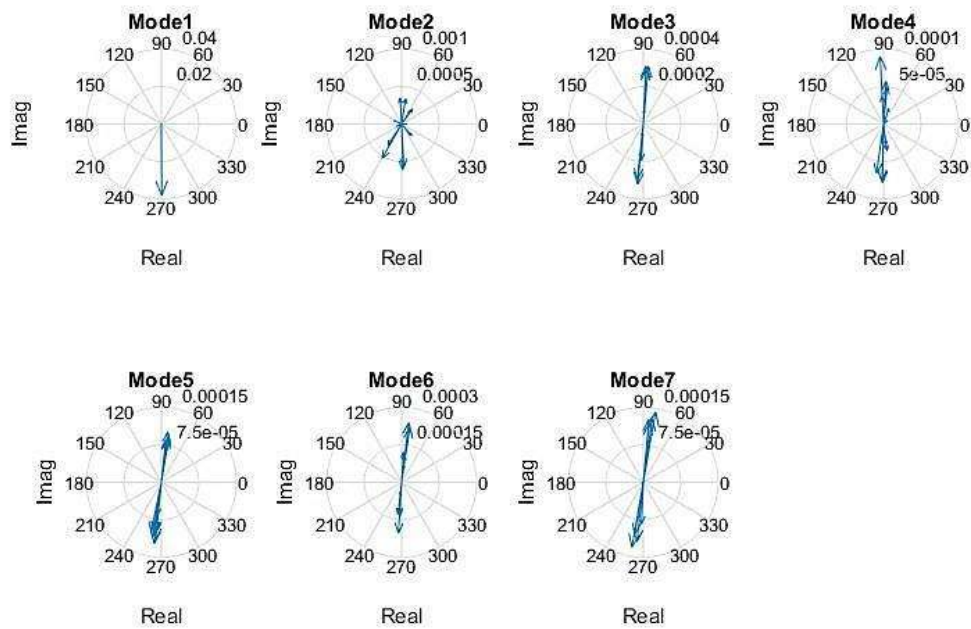 Mode1 Mode2 Mode3 Mode4
90 0.04 90 0.001 90 0.0004 90 0.0001
120 60 120 60 120 60 120 60
0.02 0.0005 0.0002 5e-05
150 30 150 30 150 30 150 30
Imag 180 0 Imag 180 0 Imag 180 0 Imag 180 0
210 330 210 330 210 330 210 330
240 300 240 300 240 300 240 300
270 270 270 270
Real Real Real Real
Mode5 Mode6 Mode7
90 0.00015 90 0.0003 90 0.00015
120 60 120 60 120 60
7.5e-05 0.00015 7.5e-05
150 30 150 30 150 30
Imag 180 0 Imag 180 0 Imag 180 0
210 330 210 330 210 330
240 300 240 300 240 300
270 270 270
Real Real Real